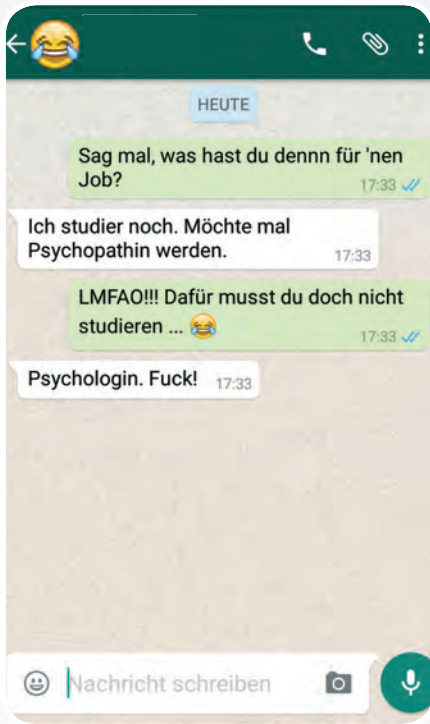 HEUTE
Sag mal, was hast du dennn für 'nen
Job?
17:33
Ich studier noch. Möchte mal
Psychopathin werden.
17:33
LMFAO!!! Dafür musst du doch nicht
studieren ... 😂
17:33
Psychologin. Fuck! 17:33
Nachricht schreiben